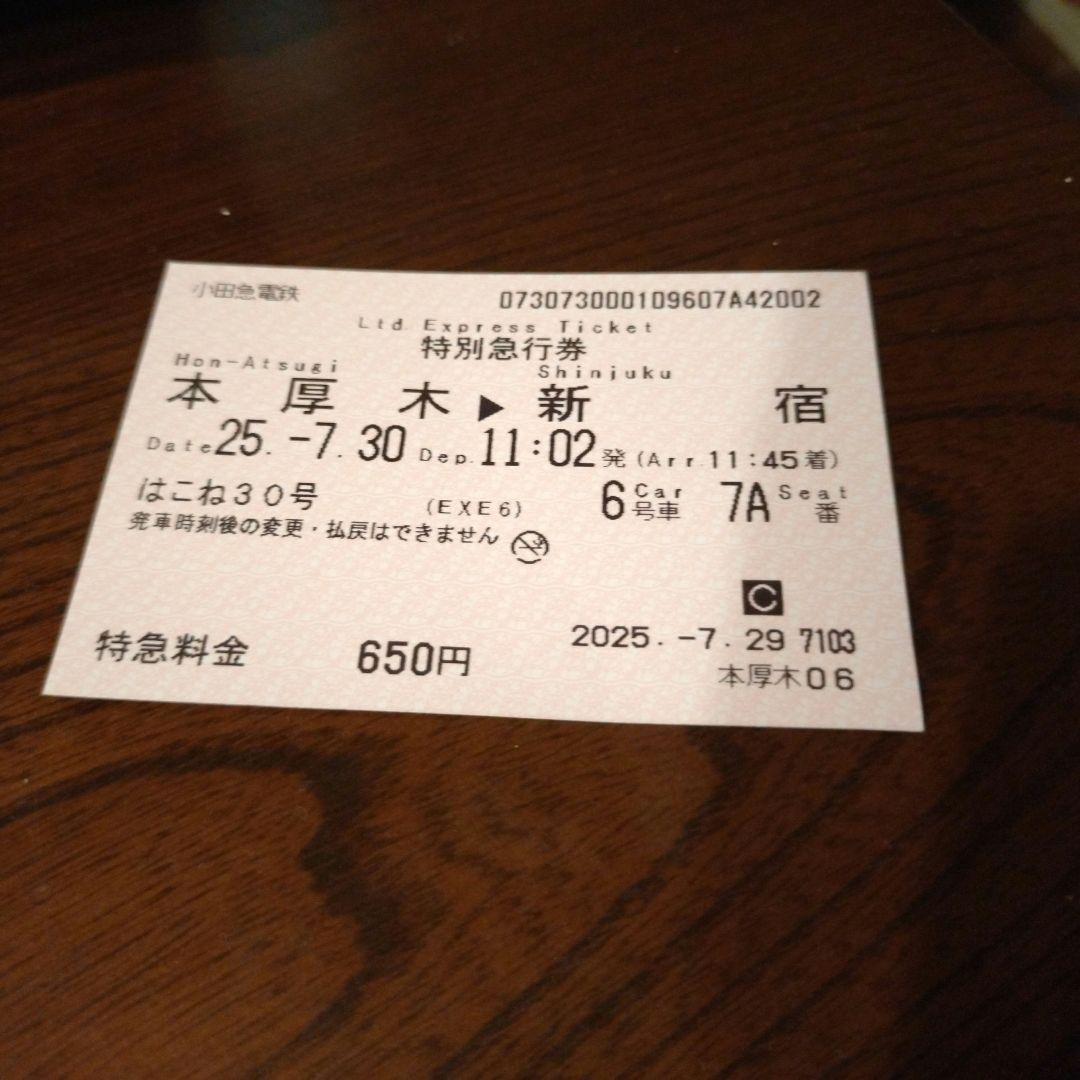 小田急電鉄 073073000109607A42002
Ltd. Express Ticket
特別急行券
Hon-Atsugi Shinjuku
本厚木▶新宿
Date 25.-7.30 Dep. 11:02発 (Arr. 11:45着)
はこね30号 (EXE6) 6 Car 号車 7A Seat 番
発車時刻後の変更・払戻はできません
C
特急料金 650円 2025.-7.29 7103
本厚木06